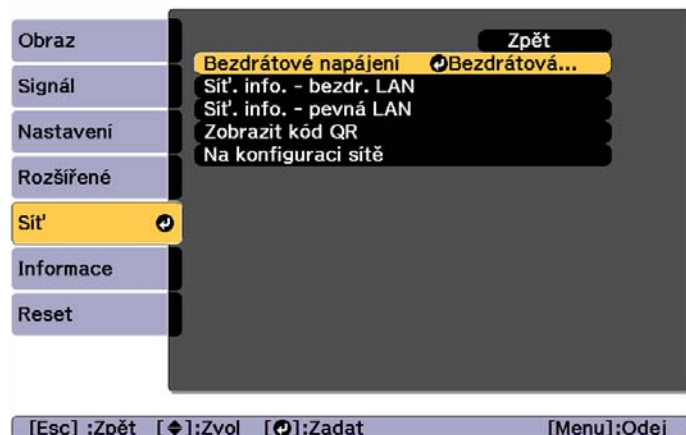 Obraz
Signál
Nastavení
Rozšířené
Síť
Informace
Reset
Zpět
Bezdrátové napájení Bezdrátová...
Síť. info. - bezdr. LAN
Síť. info. - pevná LAN
Zobrazit kód QR
Na konfiguraci sítě
[Esc] :Zpět [ ]:Zvol [ ]:Zadat [Menu]:Odej